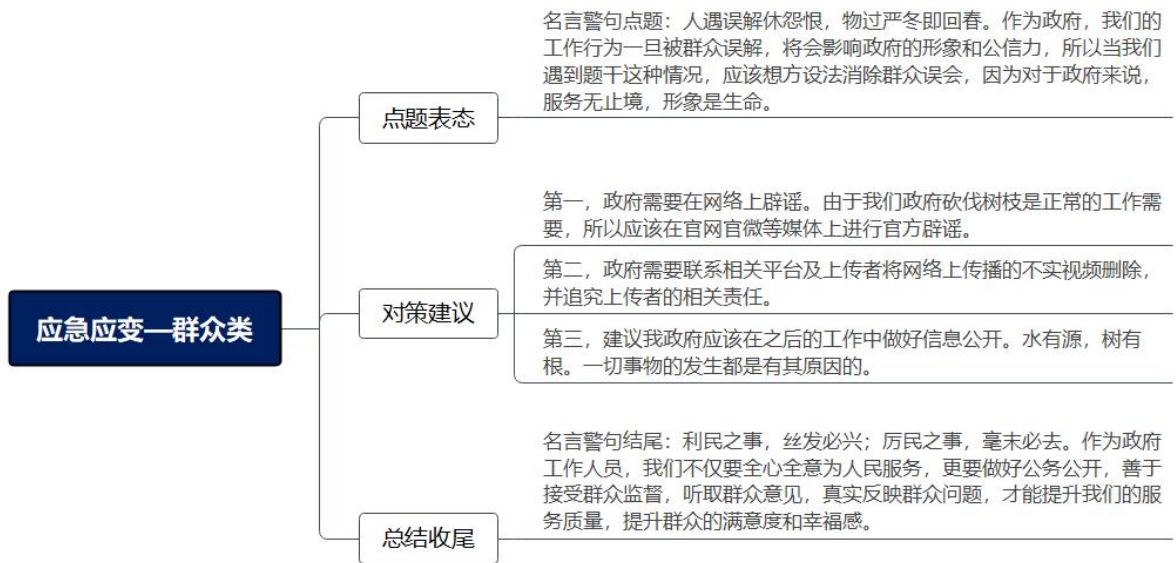 名言警句点题：人遇误解休怨恨，物过严冬即回春。作为政府，我们的
工作行为一旦被群众误解，将会影响政府的形象和公信力，所以当我们
遇到题干这种情况，应该想方设法消除群众误会，因为对于政府来说，
服务无止境，形象是生命。
点题表态
第一，政府需要在网络上辟谣。由于我们政府砍伐树枝是正常的工作需
要，所以应该在官网官微等媒体上进行官方辟谣。
第二，政府需要联系相关平台及上传者将网络上传播的不实视频删除，
并追究上传者的相关责任。
对策建议
应急应变—群众类
第三，建议我政府应该在之后的工作中做好信息公开。水有源，树有
根。一切事物的发生都是有其原因的。
名言警句结尾：利民之事，丝发必兴；厉民之事，毫末必去。作为政府
工作人员，我们不仅要全心全意为人民服务，更要做好公务公开，善于
接受群众监督，听取群众意见，真实反映群众问题，才能提升我们的服
务质量，提升群众的满意度和幸福感。
总结收尾